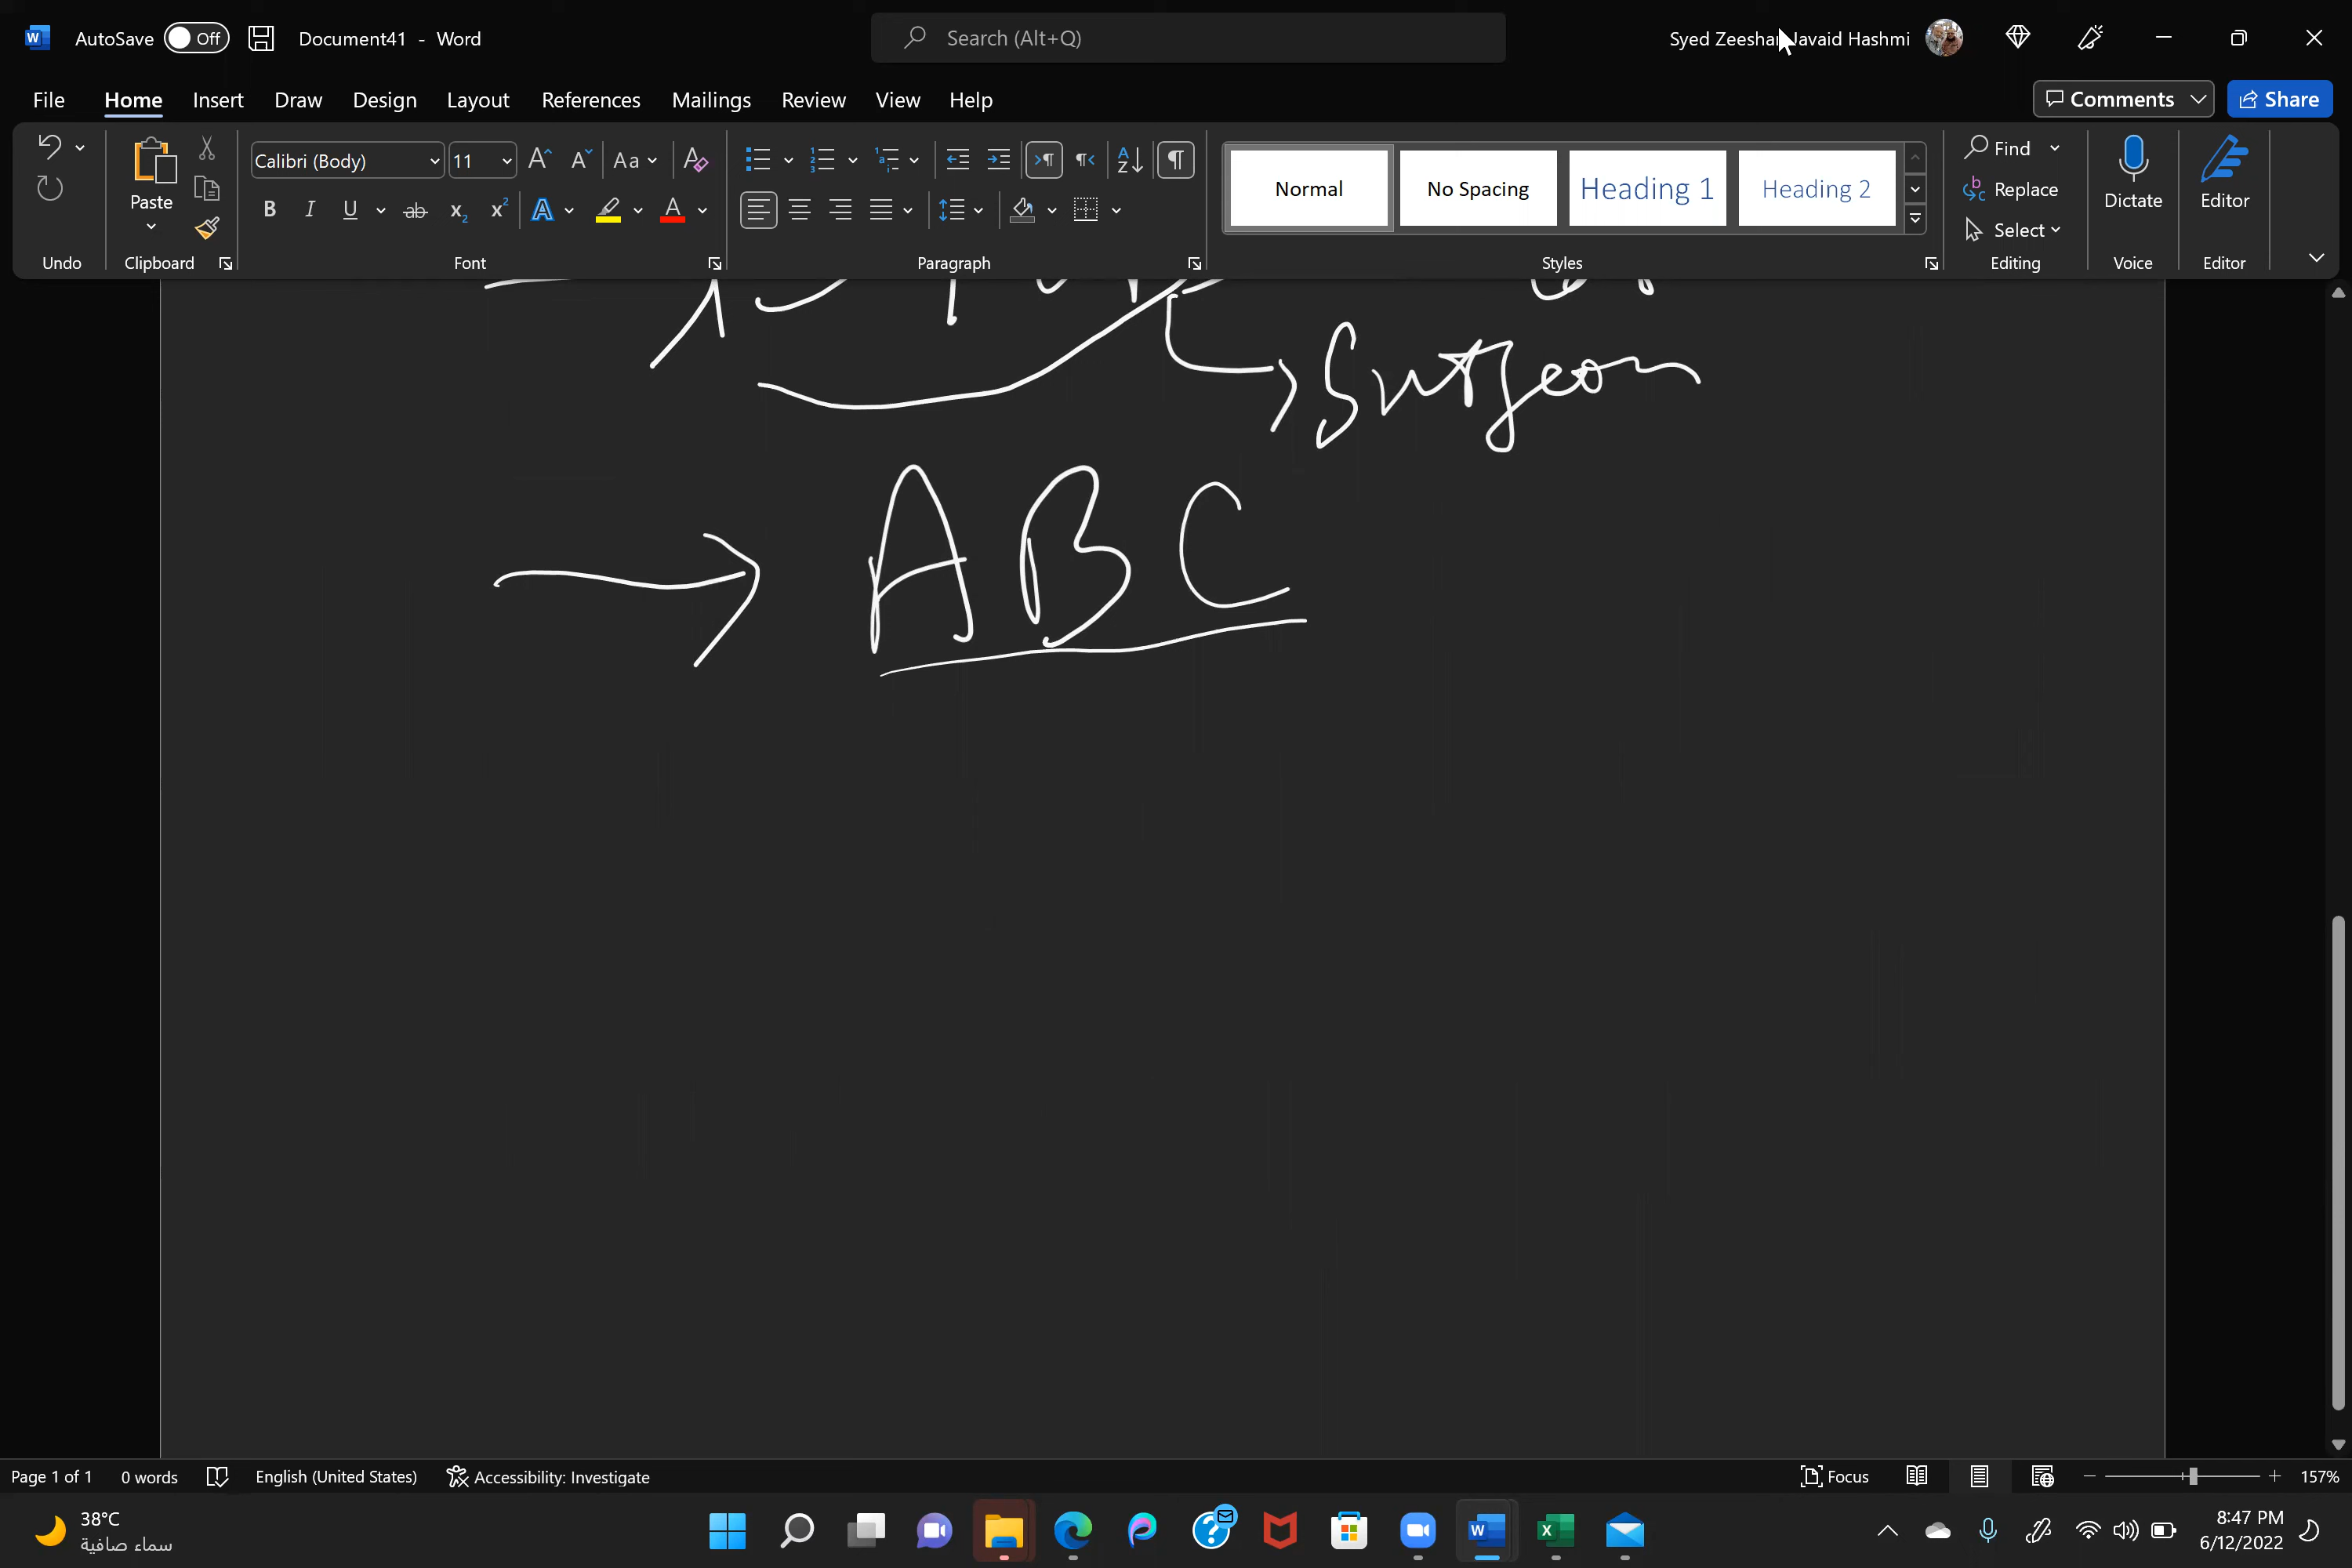 AutoSave Off Document41 - Word Search (Alt+Q) Syed Zeeshan Javaid Hashmi
File Home Insert Draw Design Layout References Mailings Review View Help Comments Share
Calibri (Body) 11 Aa Normal No Spacing Heading 1 Heading 2 Find
Replace
Paste Dictate Editor
Select
Undo Clipboard Font Paragraph Styles Editing Voice Editor
→ ABC
Page 1 of 1 0 words English (United States) Accessibility: Investigate Focus 157%
38°C 8:47 PM
سماء صافية 6/12/2022